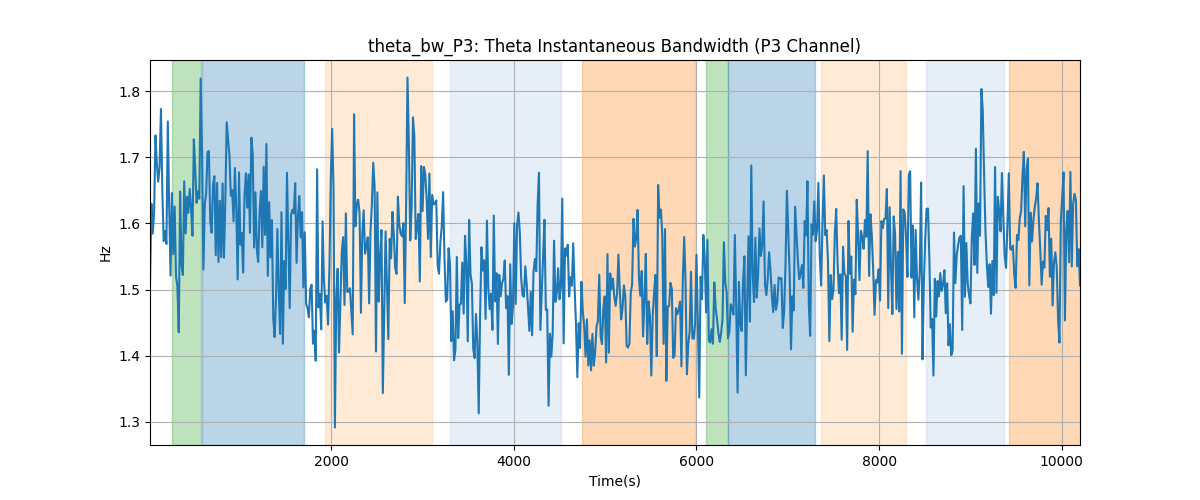 theta_bw_P3: Theta Instantaneous Bandwidth (P3 Channel)
Hz
1.8
1.7
1.6
1.5
1.4
1.3
2000 4000 6000 8000 10000
Time(s)